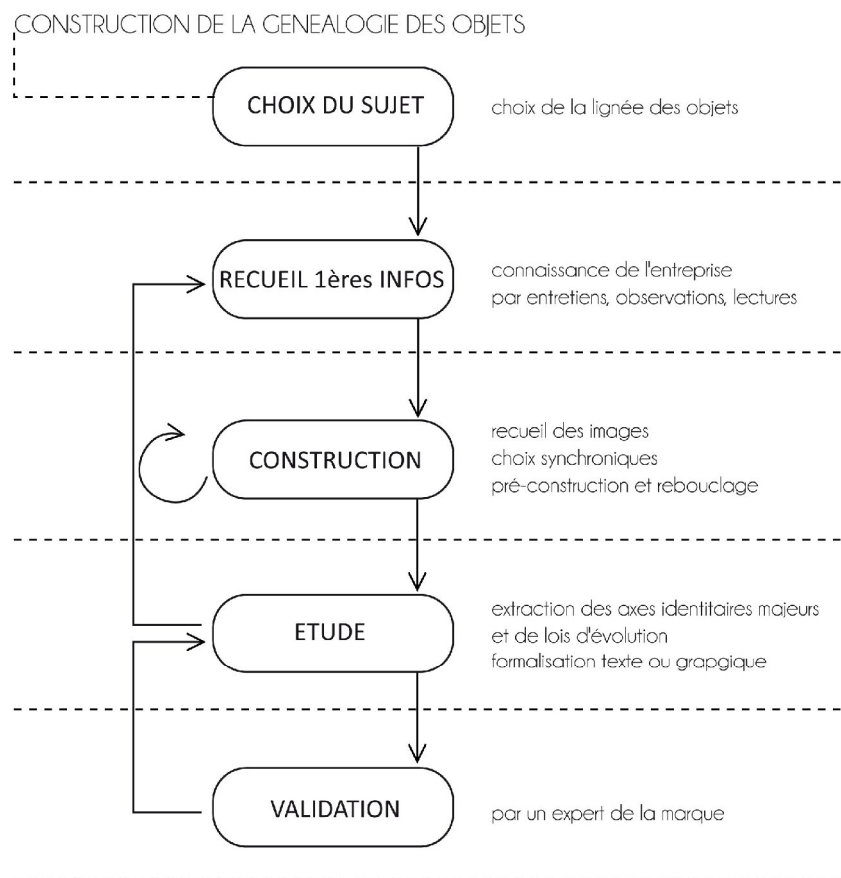 CONSTRUCTION DE LA GENEALOGIE DES OBJETS
CHOIX DU SUJET
choix de la lignée des objets
RECUEIL 1ères INFOS
connaissance de l'entreprise
par entretiens, observations, lectures
CONSTRUCTION
recueil des images
choix synchroniques
pré-construction et rebouclage
ETUDE
extraction des axes identitaires majeurs
et de lois d'évolution
formalisation texte ou grapgique
VALIDATION
par un expert de la marque